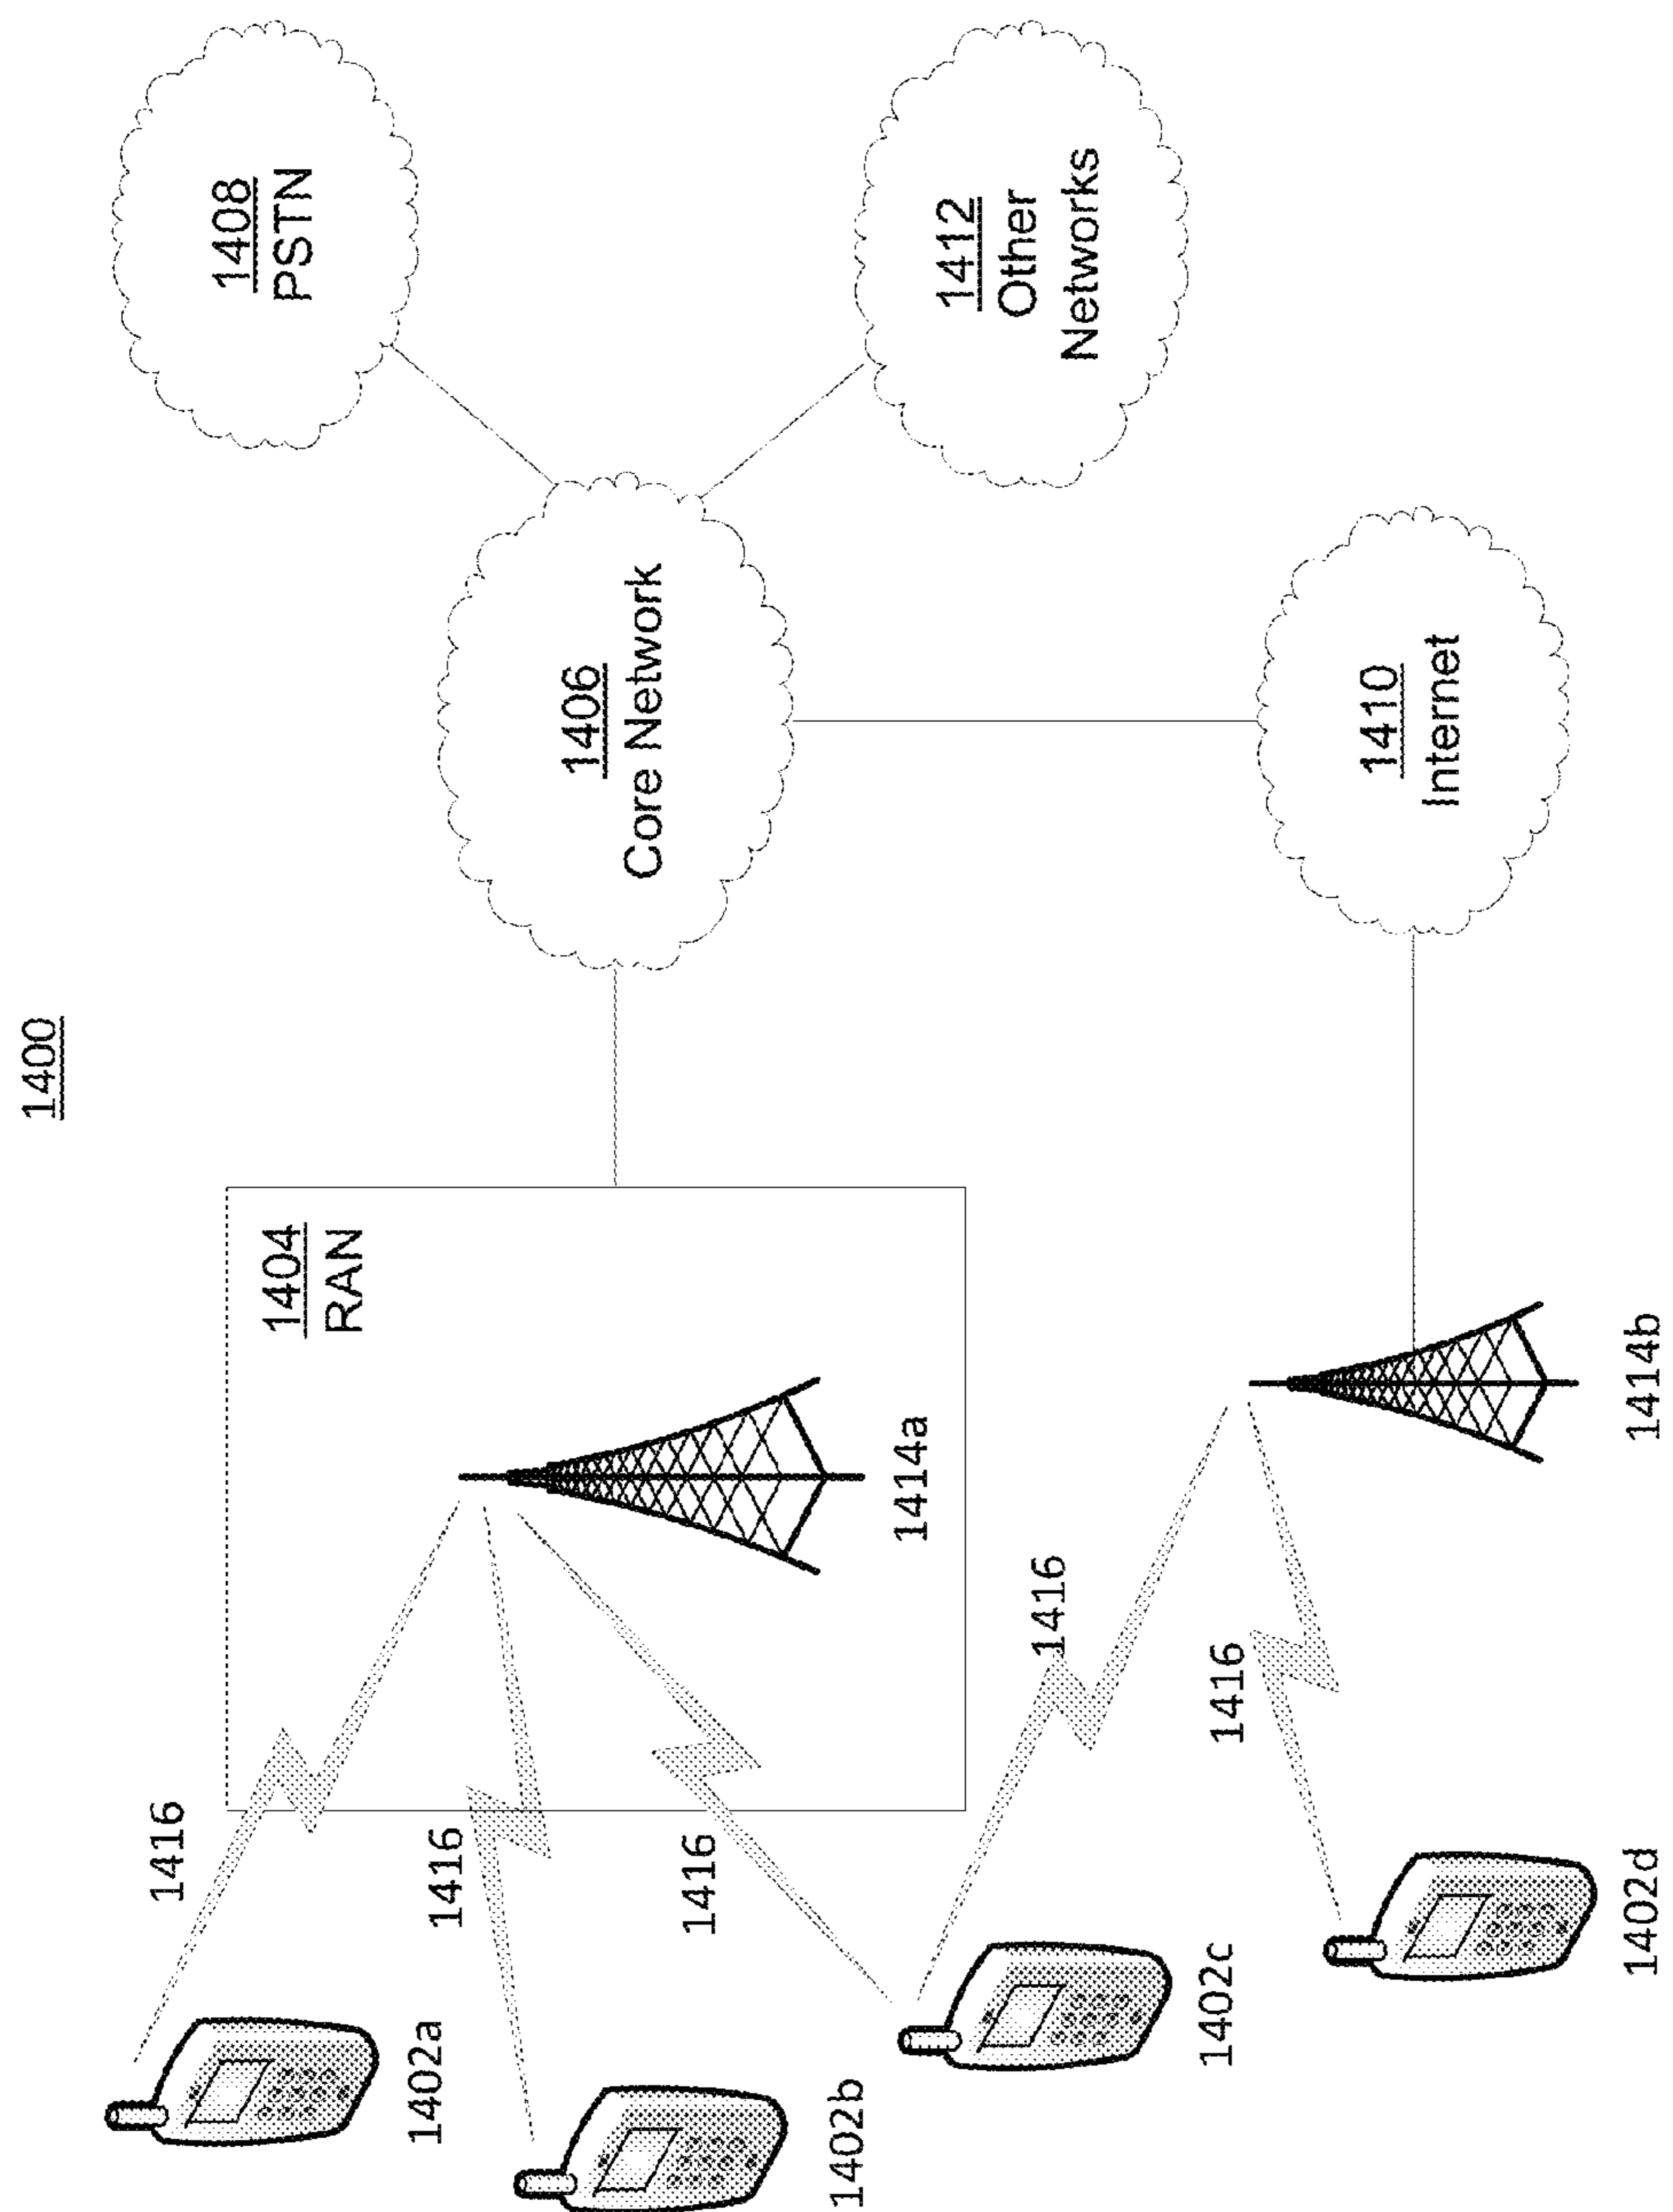 1400
1408
PSTN
1406
Core Network
1412
Other
Networks
1404
RAN
1410
Internet
1416
1416
1416
1414a
1416
1416
1414b
1402a
1402b
1402c
1402d